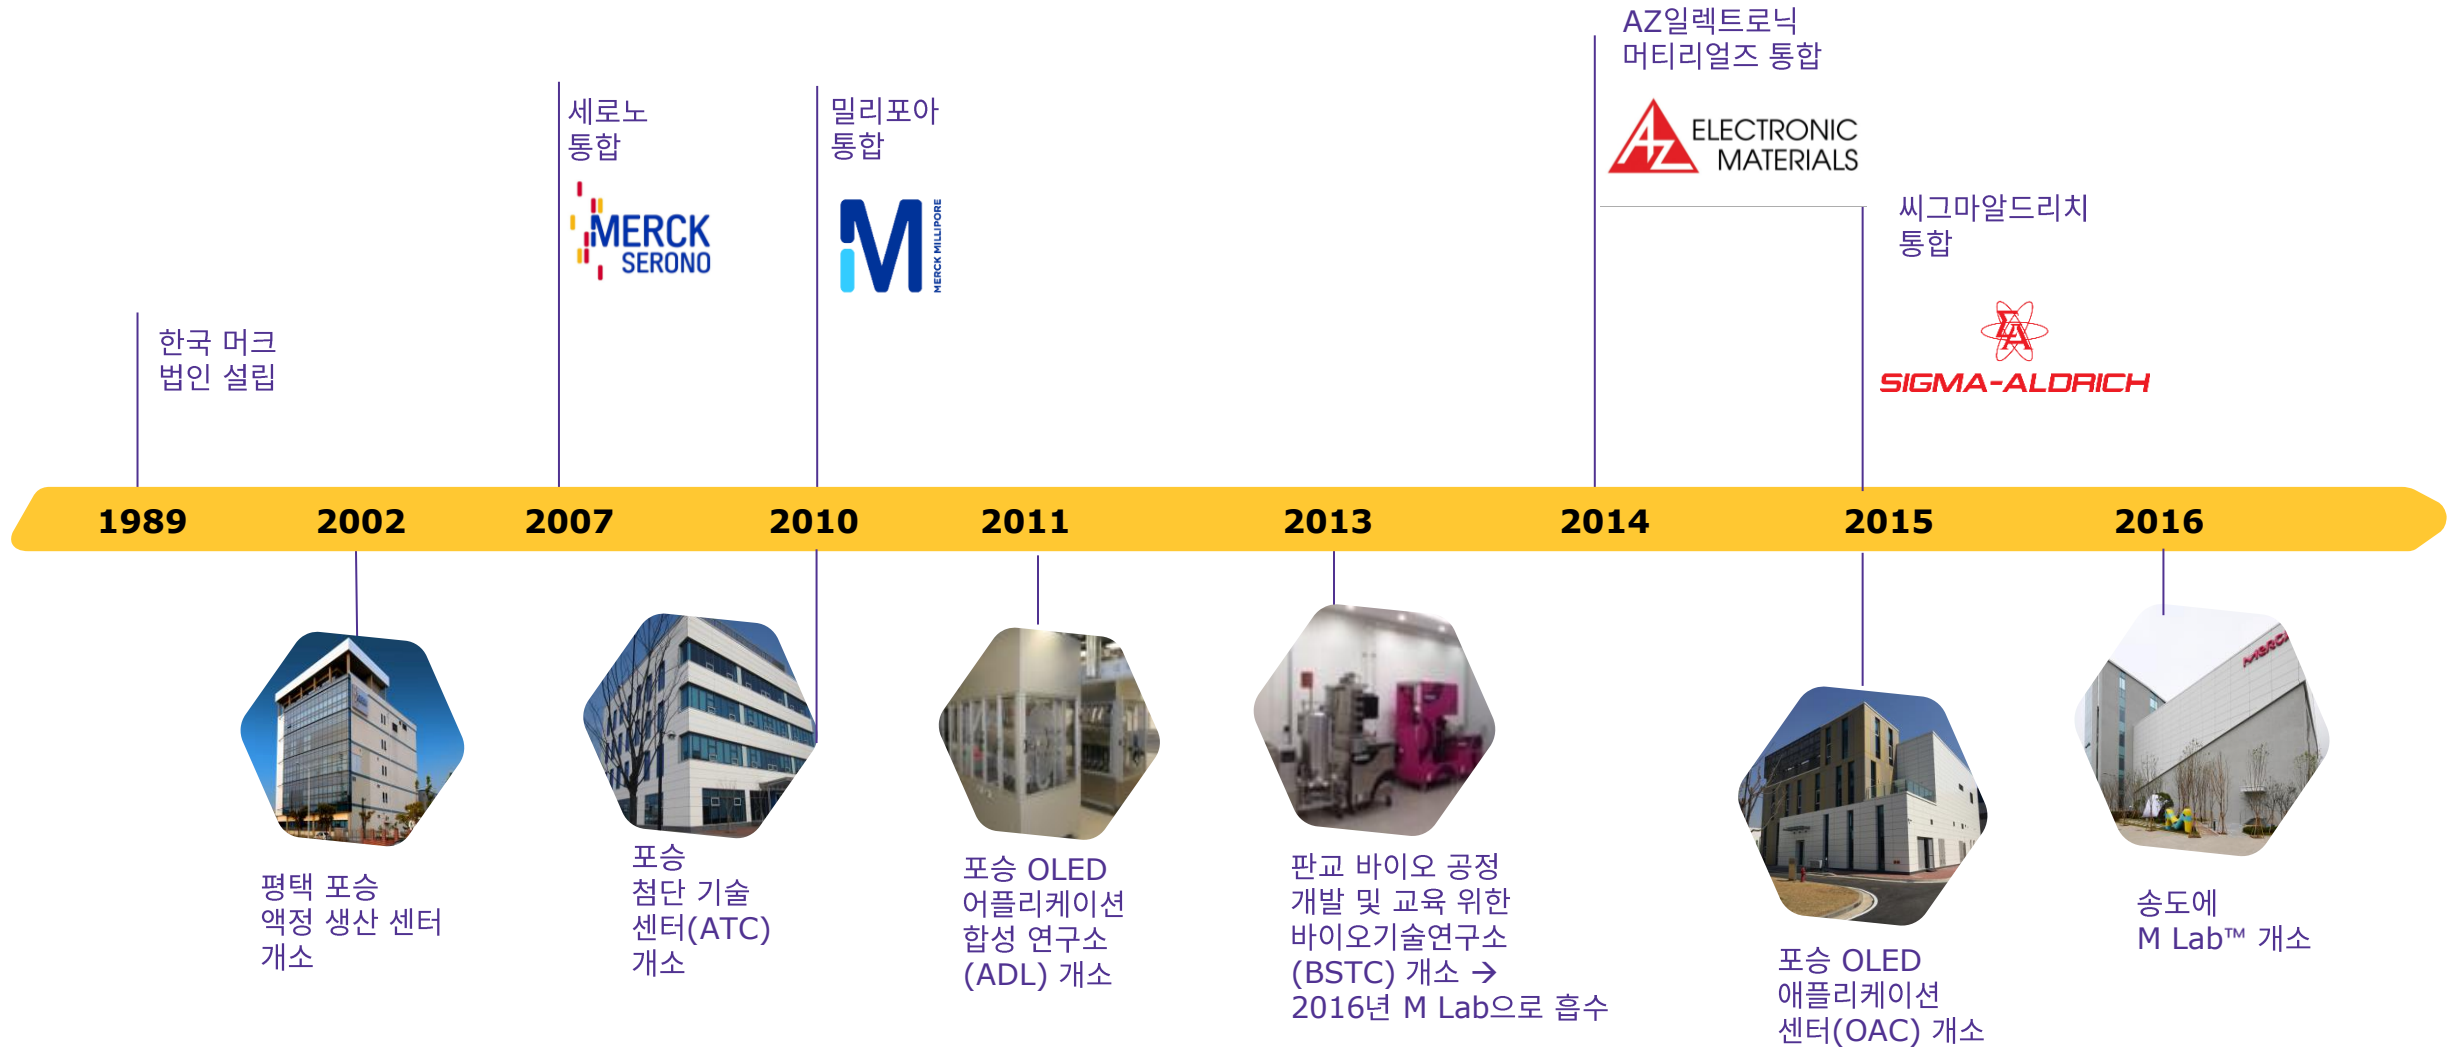 AZ일렉트로닉
머티리얼즈 통합
AZ ELECTRONIC
MATERIALS
세로노
통합
MERCK
SERONO
밀리포아
통합
M
MERCK MILLIPORE
씨그마알드리치
통합
SIGMA-ALDRICH
한국 머크
법인 설립
1989 2002 2007 2010 2011 2013 2014 2015 2016
평택 포승
액정 생산 센터
개소
포승
첨단 기술
센터(ATC)
개소
포승 OLED
어플리케이션
합성 연구소
(ADL) 개소
판교 바이오 공정
개발 및 교육 위한
바이오기술연구소
(BSTC) 개소 →
2016년 M Lab으로 흡수
포승 OLED
애플리케이션
센터(OAC) 개소
MERCK
송도에
M Lab™ 개소